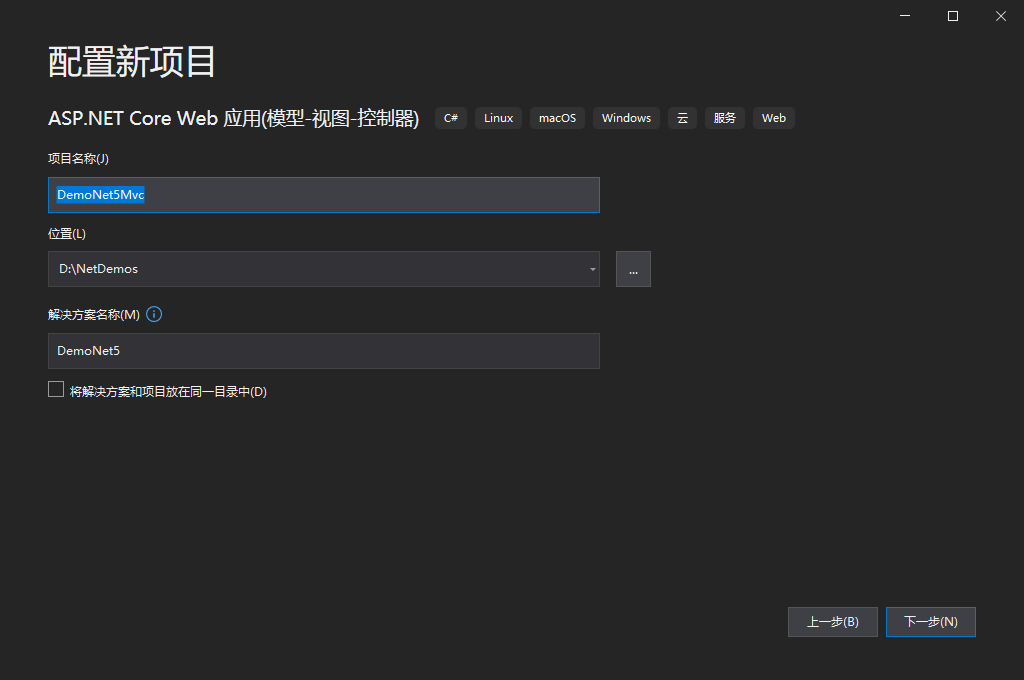 配置新项目
ASP.NET Core Web 应用(模型-视图-控制器) C# Linux macOS Windows 云 服务 Web
项目名称(J)
DemoNet5Mvc
位置(L)
D:\NetDemos
...
解决方案名称(M)
DemoNet5
将解决方案和项目放在同一目录中(D)
上一步(B) 下一步(N)